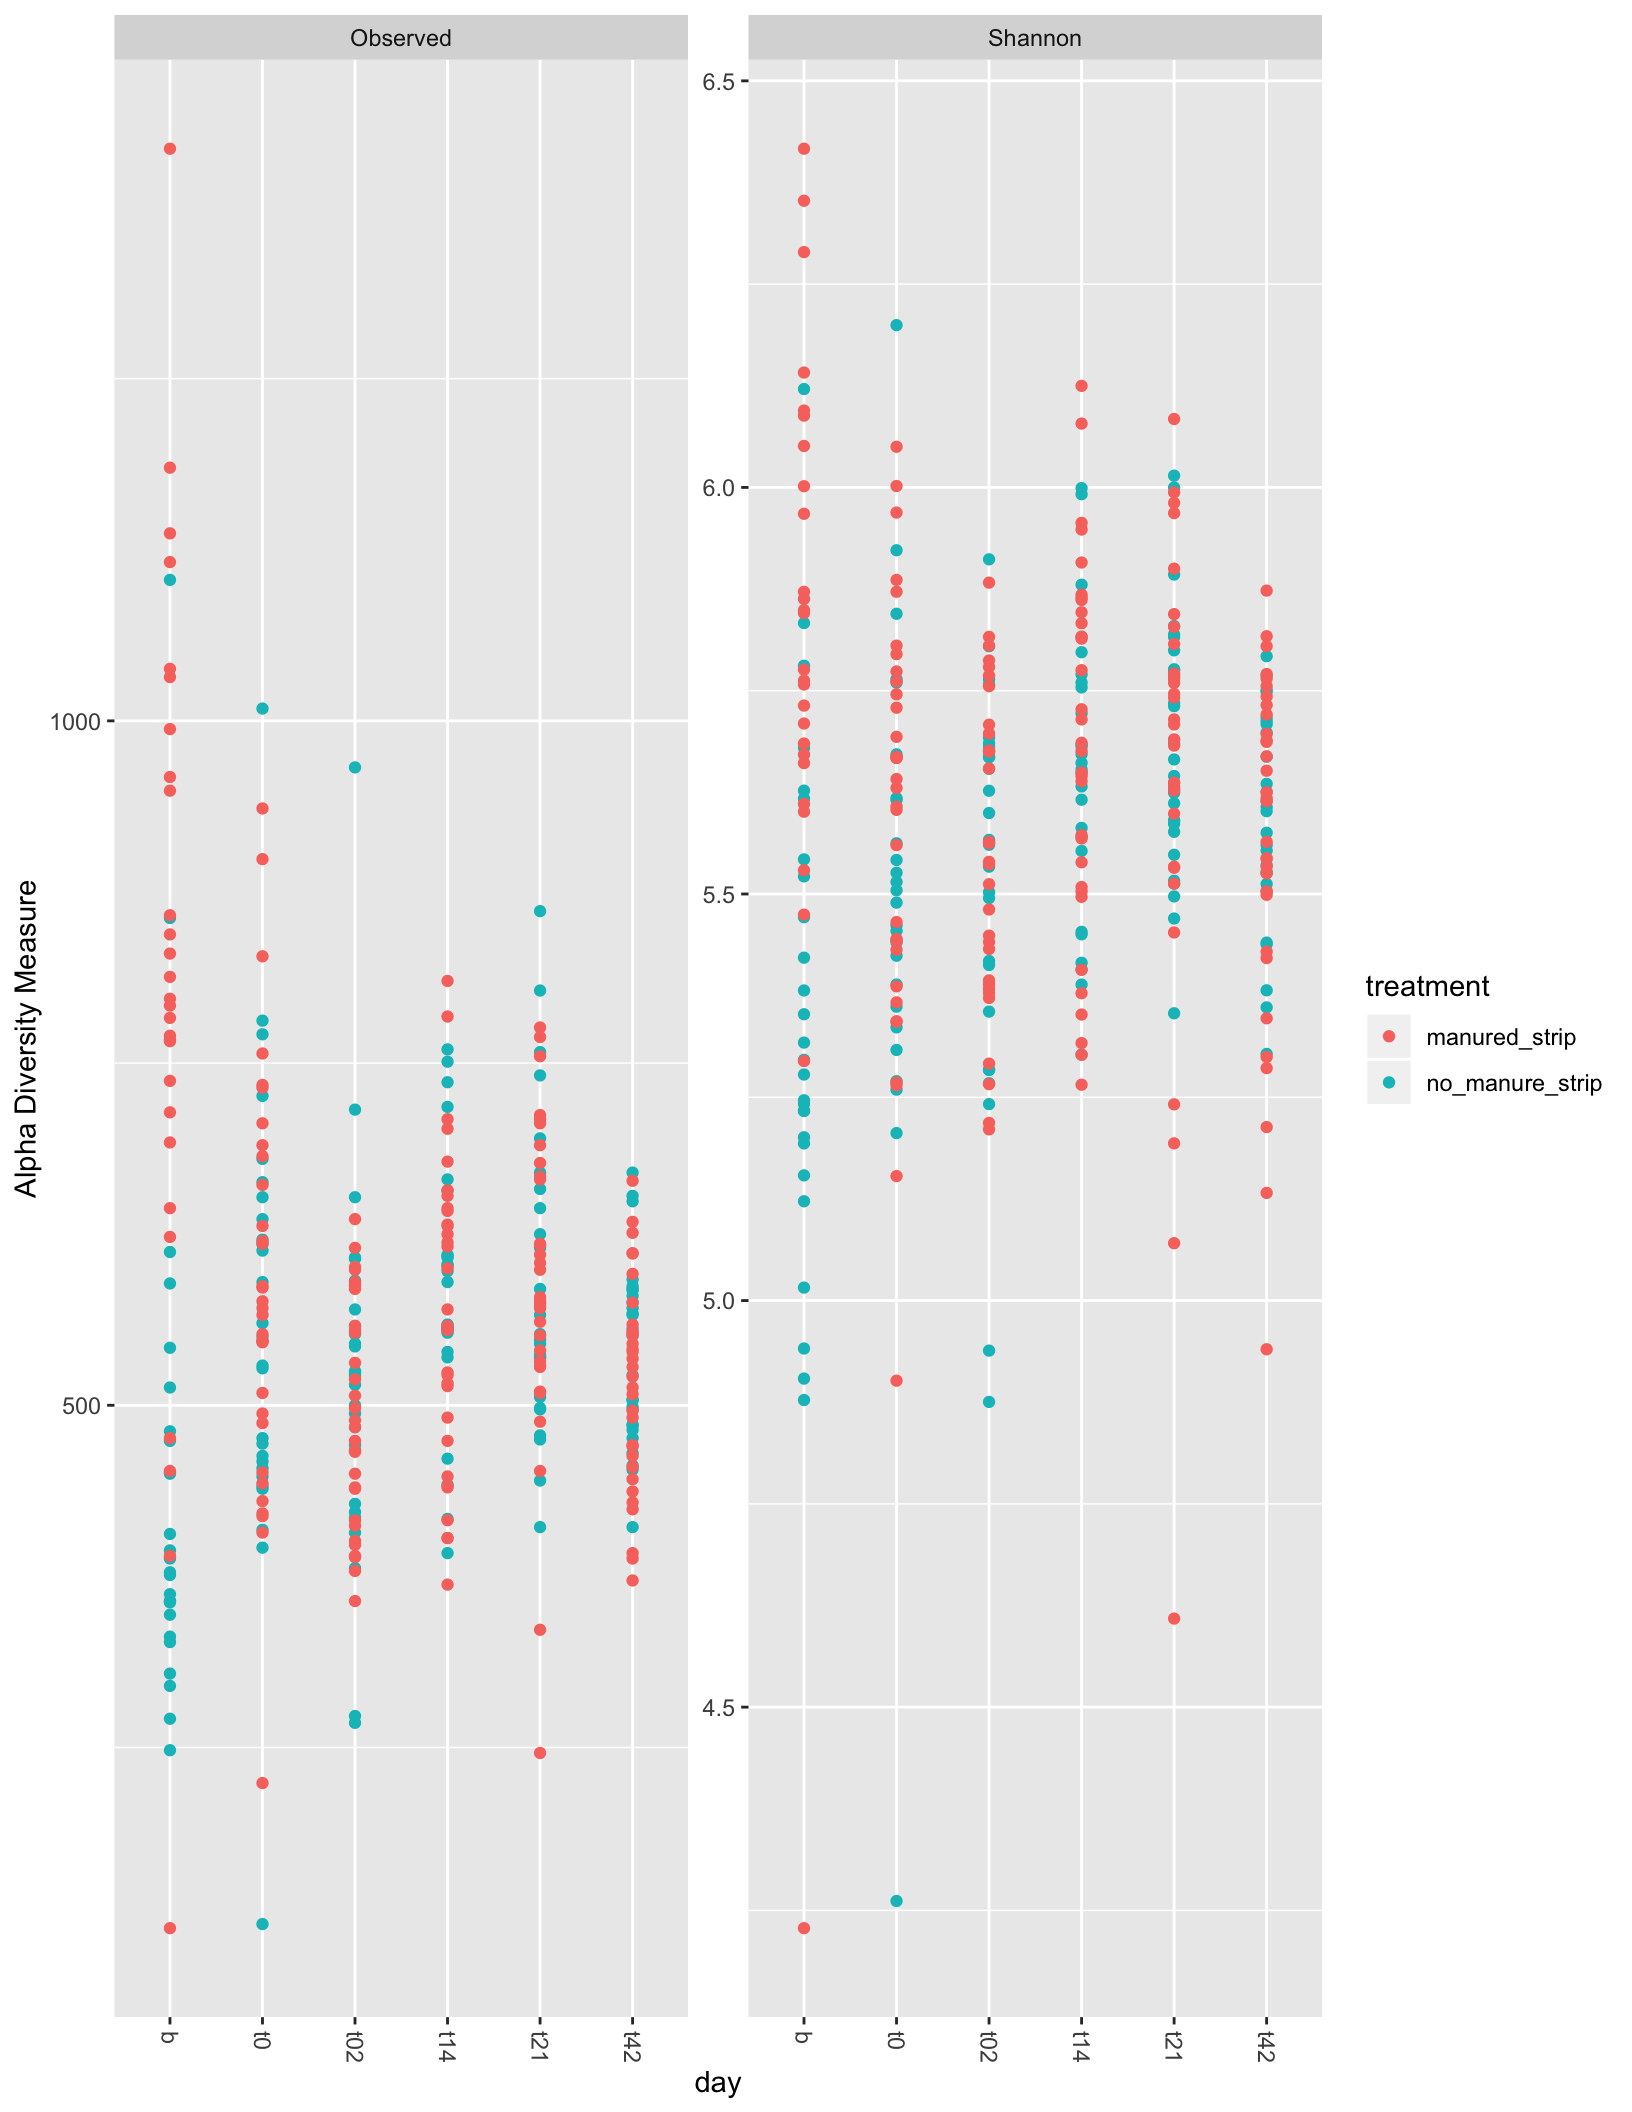 Observed
Shannon
Alpha Diversity Measure
1000
500
6.5
6.0
5.5
5.0
4.5
b
t0
t02
t14
t21
t42
b
t0
t02
t14
t21
t42
day
treatment
manured_strip
no_manure_strip